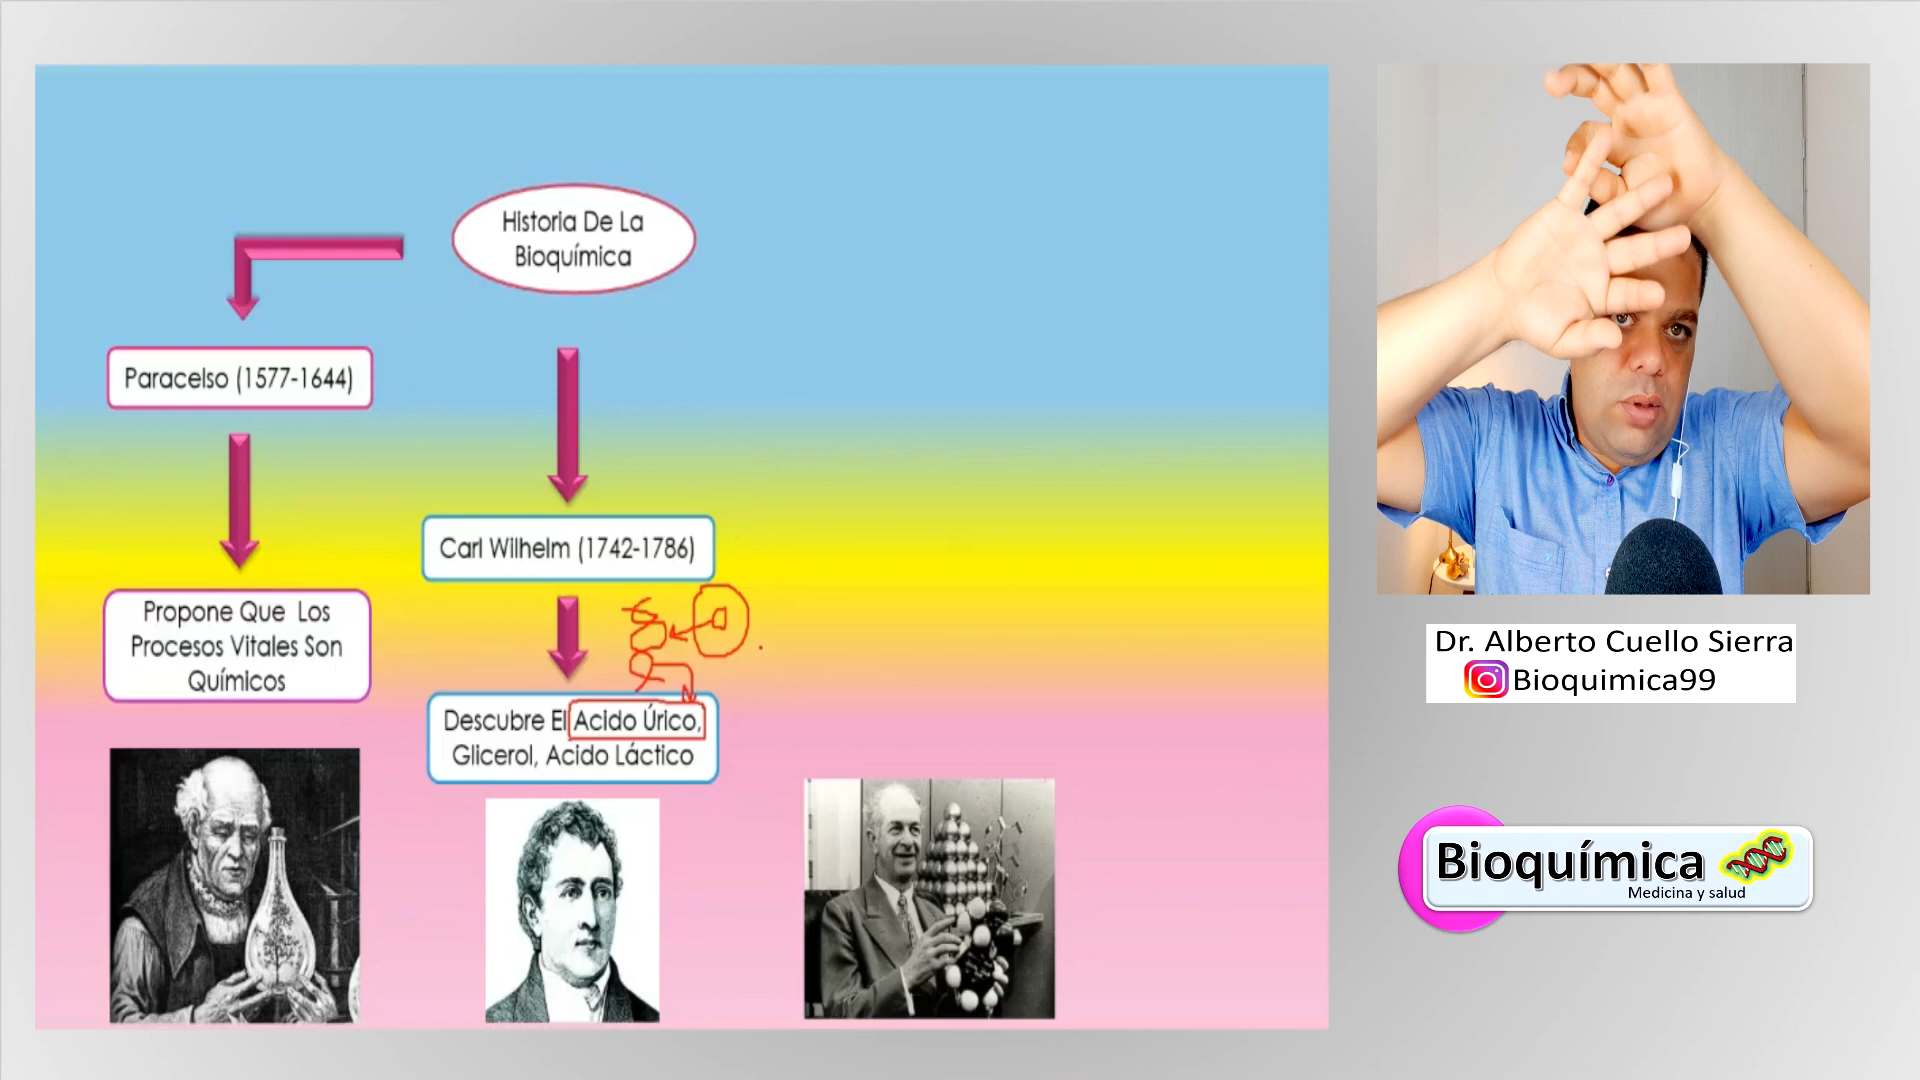 Historia De La
Bioquímica
Paracelso (1577-1644)
Carl Wilhelm (1742-1786)
Propone Que Los
Procesos Vitales Son
Químicos
Descubre El Acido Úrico,
Glicerol, Acido Láctico
Dr. Alberto Cuello Sierra
Bioquimica99
Bioquímica
Medicina y salud